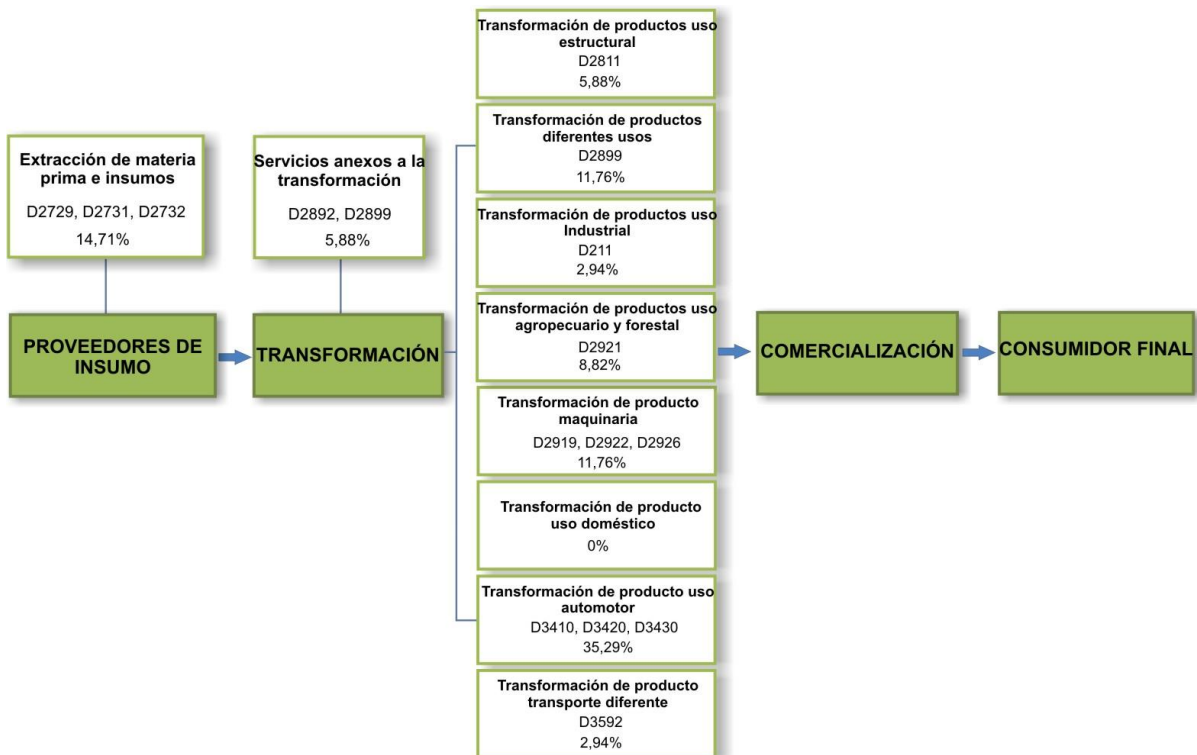 Extracción de materia
prima e insumos
D2729, D2731, D2732
14,71%
PROVEEDORES DE
INSUMO
Servicios anexos a la
transformación
D2892, D2899
5,88%
TRANSFORMACIÓN
Transformación de productos uso
estructural
D2811
5,88%
Transformación de productos
diferentes usos
D2899
11,76%
Transformación de productos uso
Industrial
D211
2,94%
Transformación de productos uso
agropecuario y forestal
D2921
8,82%
Transformación de producto
maquinaria
D2919, D2922, D2926
11,76%
Transformación de producto
uso doméstico
0%
Transformación de producto uso
automotor
D3410, D3420, D3430
35,29%
Transformación de producto
transporte diferente
D3592
2,94%
COMERCIALIZACIÓN
CONSUMIDOR FINAL